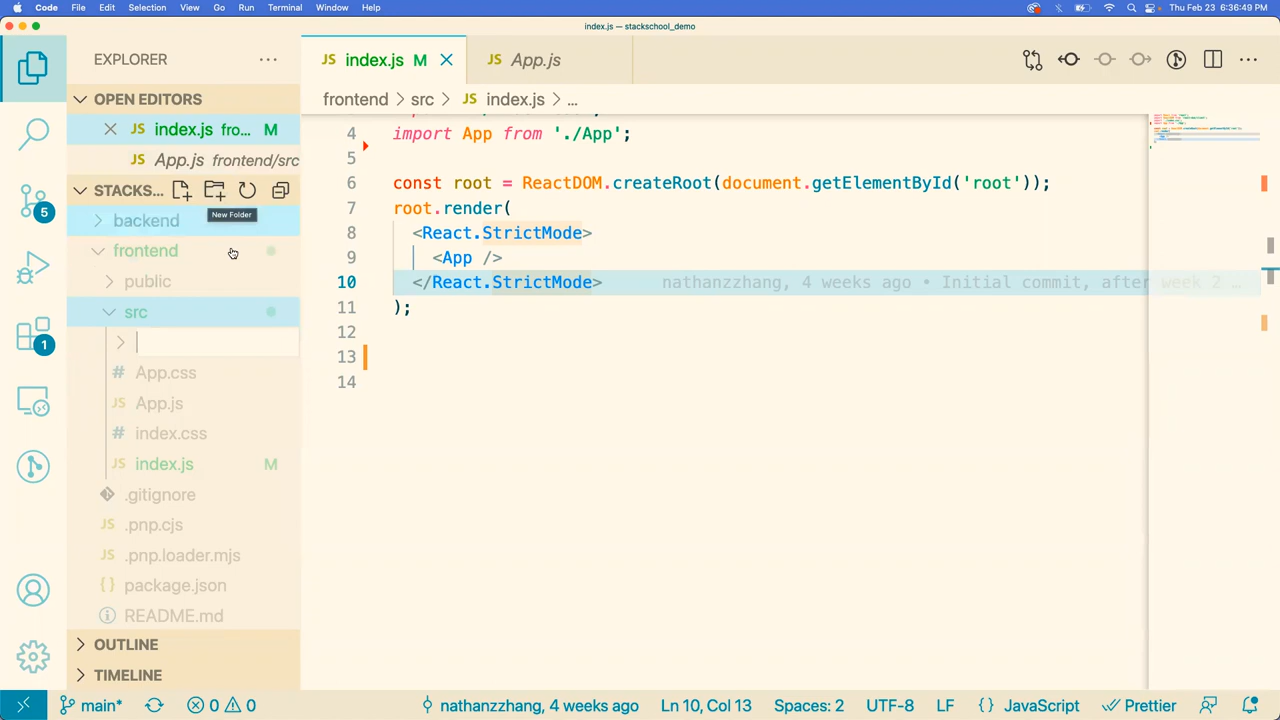 Code File Edit Selection View Go Run Terminal Window Help Thu Feb 23 6:36:49 PM
index.js — stackschool_demo
EXPLORER
JS index.js M
JS App.js
OPEN EDITORS
frontend > src > JS index.js > ...
JS index.js fro... M
JS App.js frontend/src
STACKS...
New Folder
backend
frontend
public
src
# App.css
JS App.js
# index.css
JS index.js M
.gitignore
JS .pnp.cjs
JS .pnp.loader.mjs
{} package.json
README.md
OUTLINE
TIMELINE
5
1
4 import App from './App';
5
6 const root = ReactDOM.createRoot(document.getElementById('root'));
7 root.render(
8 <React.StrictMode>
9 <App />
10 </React.StrictMode> nathanzzhang, 4 weeks ago • Initial commit, after week 2 …
11 );
12
13
14
main* 0 0 nathanzzhang, 4 weeks ago Ln 10, Col 13 Spaces: 2 UTF-8 LF {} JavaScript Prettier